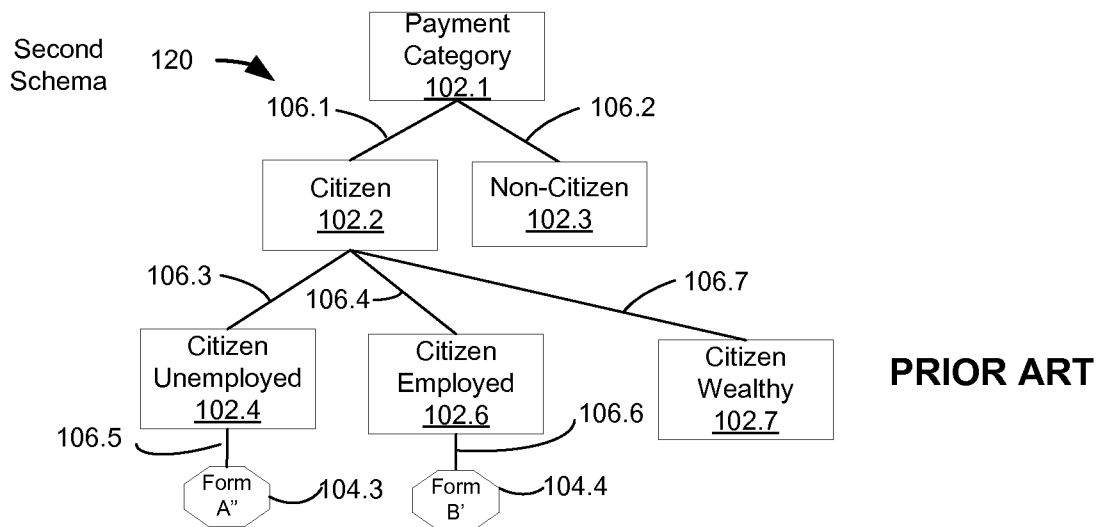 Payment
Category
102.1
Second
Schema
120
106.1
106.2
Citizen
102.2
Non-Citizen
102.3
106.3
106.4
106.7
Citizen
Unemployed
102.4
Citizen
Employed
102.6
Citizen
Wealthy
102.7
PRIOR ART
106.5
106.6
Form
A”
104.3
Form
B’
104.4